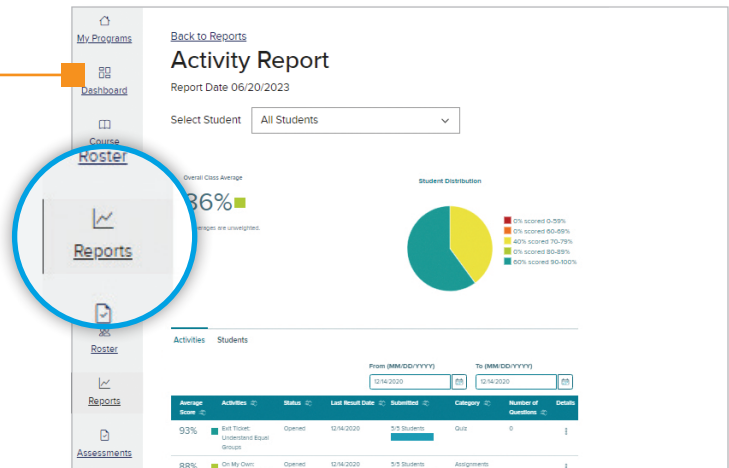 My Programs
Dashboard
Course
Roster
Reports
Roster
Reports
Assessments
Back to Reports
Activity Report
Report Date 06/20/2023
Select Student All Students
Overall Class Average
36%
are unweighted.
Student Distribution
0% scored 0-59%
0% scored 60-69%
40% scored 70-79%
0% scored 80-89%
60% scored 90-100%
Activities Students
From (MM/DD/YYYY) To (MM/DD/YYYY)
12/14/2020 12/14/2020
Average Score Activities Status Last Result Date Submitted Category Number of Questions Details
93% Exit Ticket: Understand Equal Groups Opened 12/14/2020 5/5 Students Quiz 0
88% On My Own: Opened 12/14/2020 5/5 Students Assignments